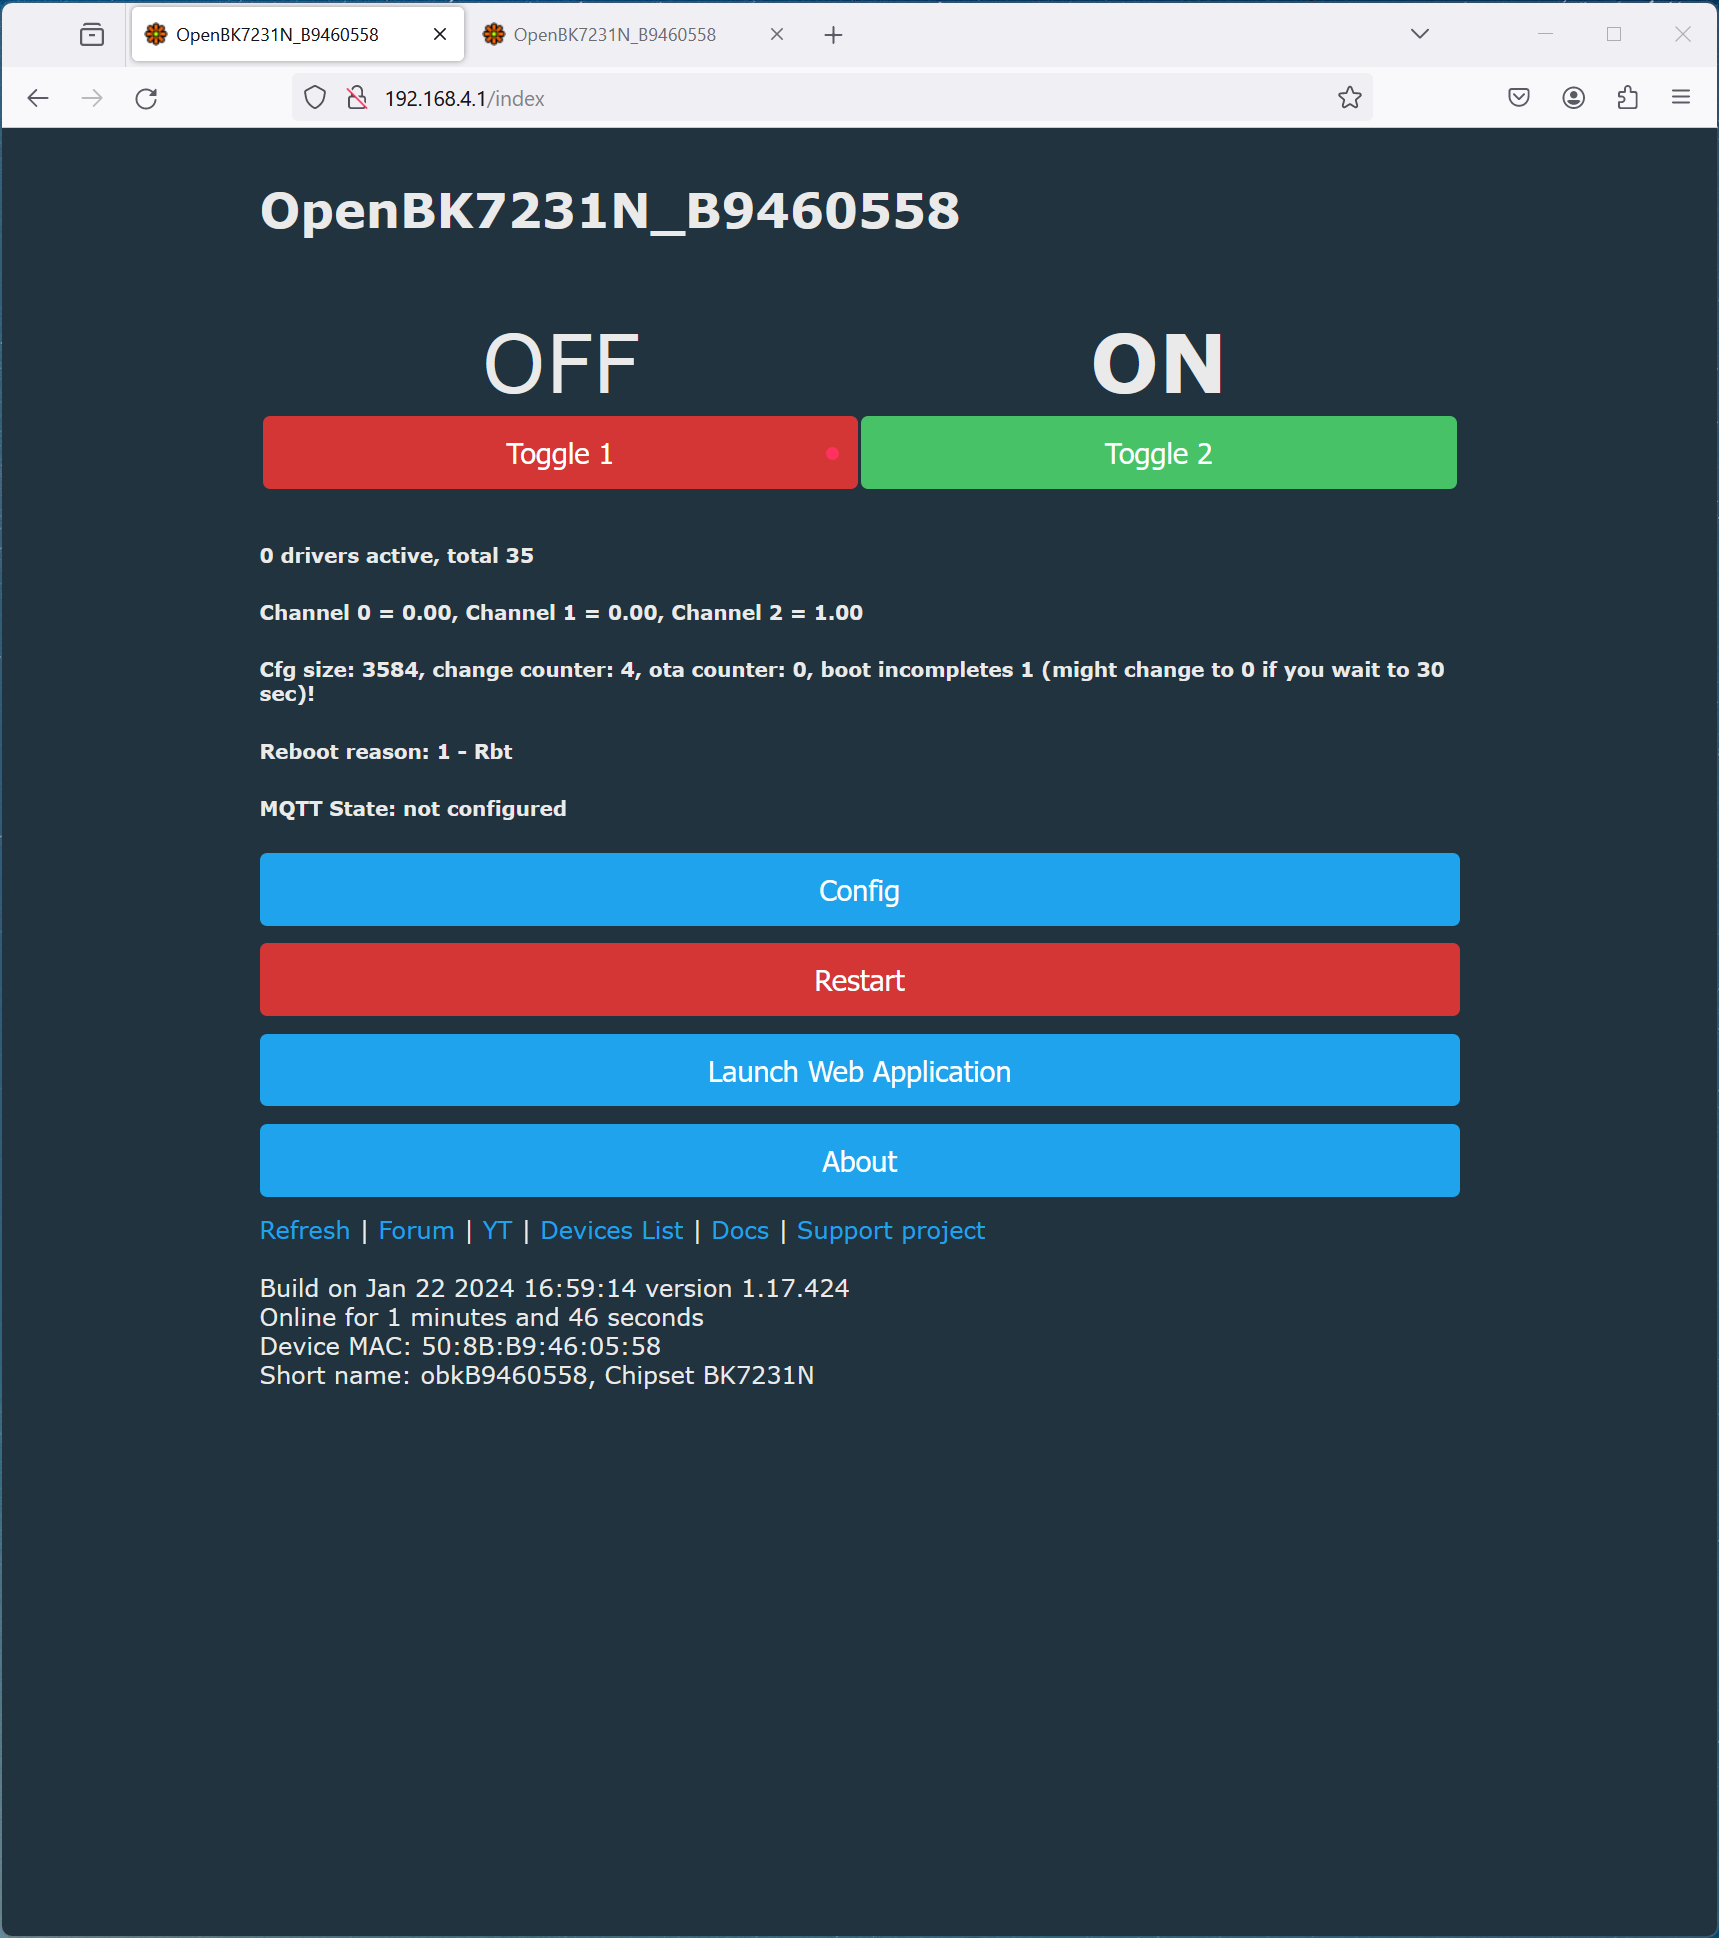 OpenBK7231N_B9460558
OpenBK7231N_B9460558
192.168.4.1/index
OpenBK7231N_B9460558
OFF
ON
Toggle 1
Toggle 2
0 drivers active, total 35
Channel 0 = 0.00, Channel 1 = 0.00, Channel 2 = 1.00
Cfg size: 3584, change counter: 4, ota counter: 0, boot incompletes 1 (might change to 0 if you wait to 30
sec)!
Reboot reason: 1 - Rbt
MQTT State: not configured
Config
Restart
Launch Web Application
About
Refresh | Forum | YT | Devices List | Docs | Support project
Build on Jan 22 2024 16:59:14 version 1.17.424
Online for 1 minutes and 46 seconds
Device MAC: 50:8B:B9:46:05:58
Short name: obkB9460558, Chipset BK7231N